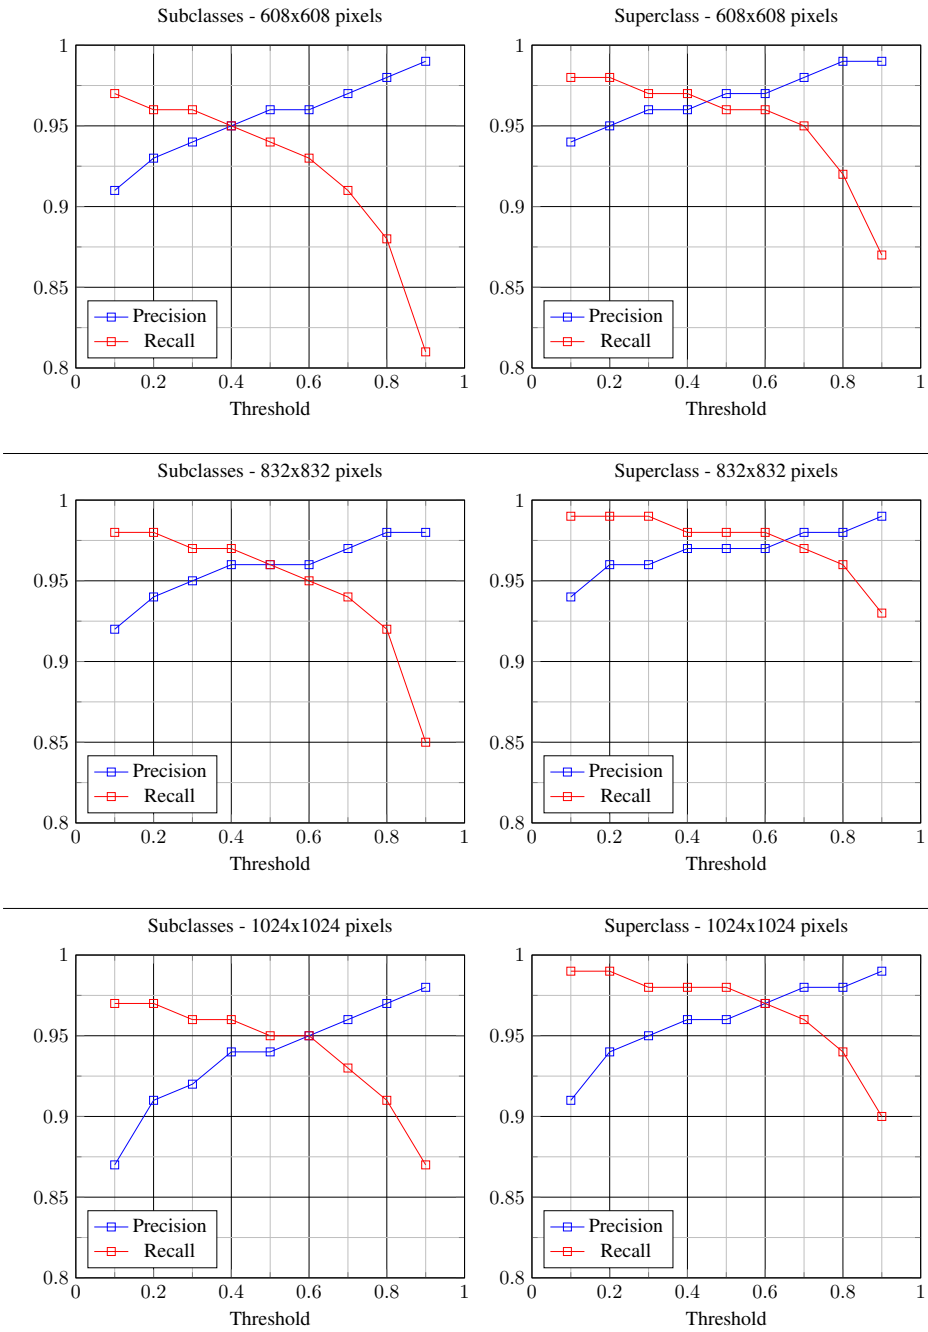 Subclasses - 608x608 pixels
1
0.95
0.9
0.85
0.8
0 0.2 0.4 0.6 0.8 1
Precision
Recall
Threshold
Superclass - 608x608 pixels
1
0.95
0.9
0.85
0.8
0 0.2 0.4 0.6 0.8 1
Precision
Recall
Threshold
Subclasses - 832x832 pixels
1
0.95
0.9
0.85
0.8
0 0.2 0.4 0.6 0.8 1
Precision
Recall
Threshold
Superclass - 832x832 pixels
1
0.95
0.9
0.85
0.8
0 0.2 0.4 0.6 0.8 1
Precision
Recall
Threshold
Subclasses - 1024x1024 pixels
1
0.95
0.9
0.85
0.8
0 0.2 0.4 0.6 0.8 1
Precision
Recall
Threshold
Superclass - 1024x1024 pixels
1
0.95
0.9
0.85
0.8
0 0.2 0.4 0.6 0.8 1
Precision
Recall
Threshold